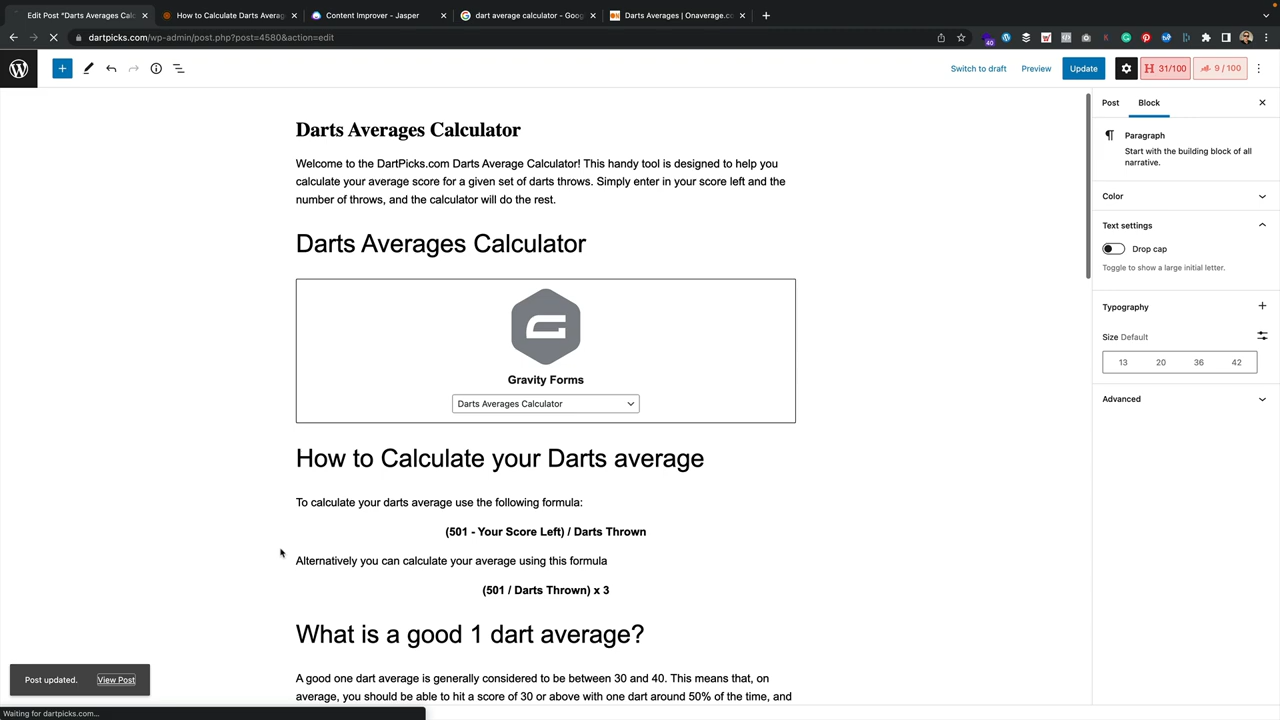 Edit Post "Darts Averages Calc
How to Calculate Darts Averag
Content Improver - Jasper
dart average calculator - Goog
Darts Averages | Onaverage.co
dartpicks.com/wp-admin/post.php?post=4580&action=edit
40
Switch to draft
Preview
Update
H 31/100
9 / 100
Post
Block
Darts Averages Calculator
Welcome to the DartPicks.com Darts Average Calculator! This handy tool is designed to help you
calculate your average score for a given set of darts throws. Simply enter in your score left and the
number of throws, and the calculator will do the rest.
Darts Averages Calculator
Gravity Forms
Darts Averages Calculator
How to Calculate your Darts average
To calculate your darts average use the following formula:
(501 - Your Score Left) / Darts Thrown
Alternatively you can calculate your average using this formula
(501 / Darts Thrown) x 3
What is a good 1 dart average?
A good one dart average is generally considered to be between 30 and 40. This means that, on
average, you should be able to hit a score of 30 or above with one dart around 50% of the time, and
Paragraph
Start with the building block of all
narrative.
Color
Text settings
Drop cap
Toggle to show a large initial letter.
Typography
Size Default
13 20 36 42
Advanced
Post updated.
View Post
Waiting for dartpicks.com...